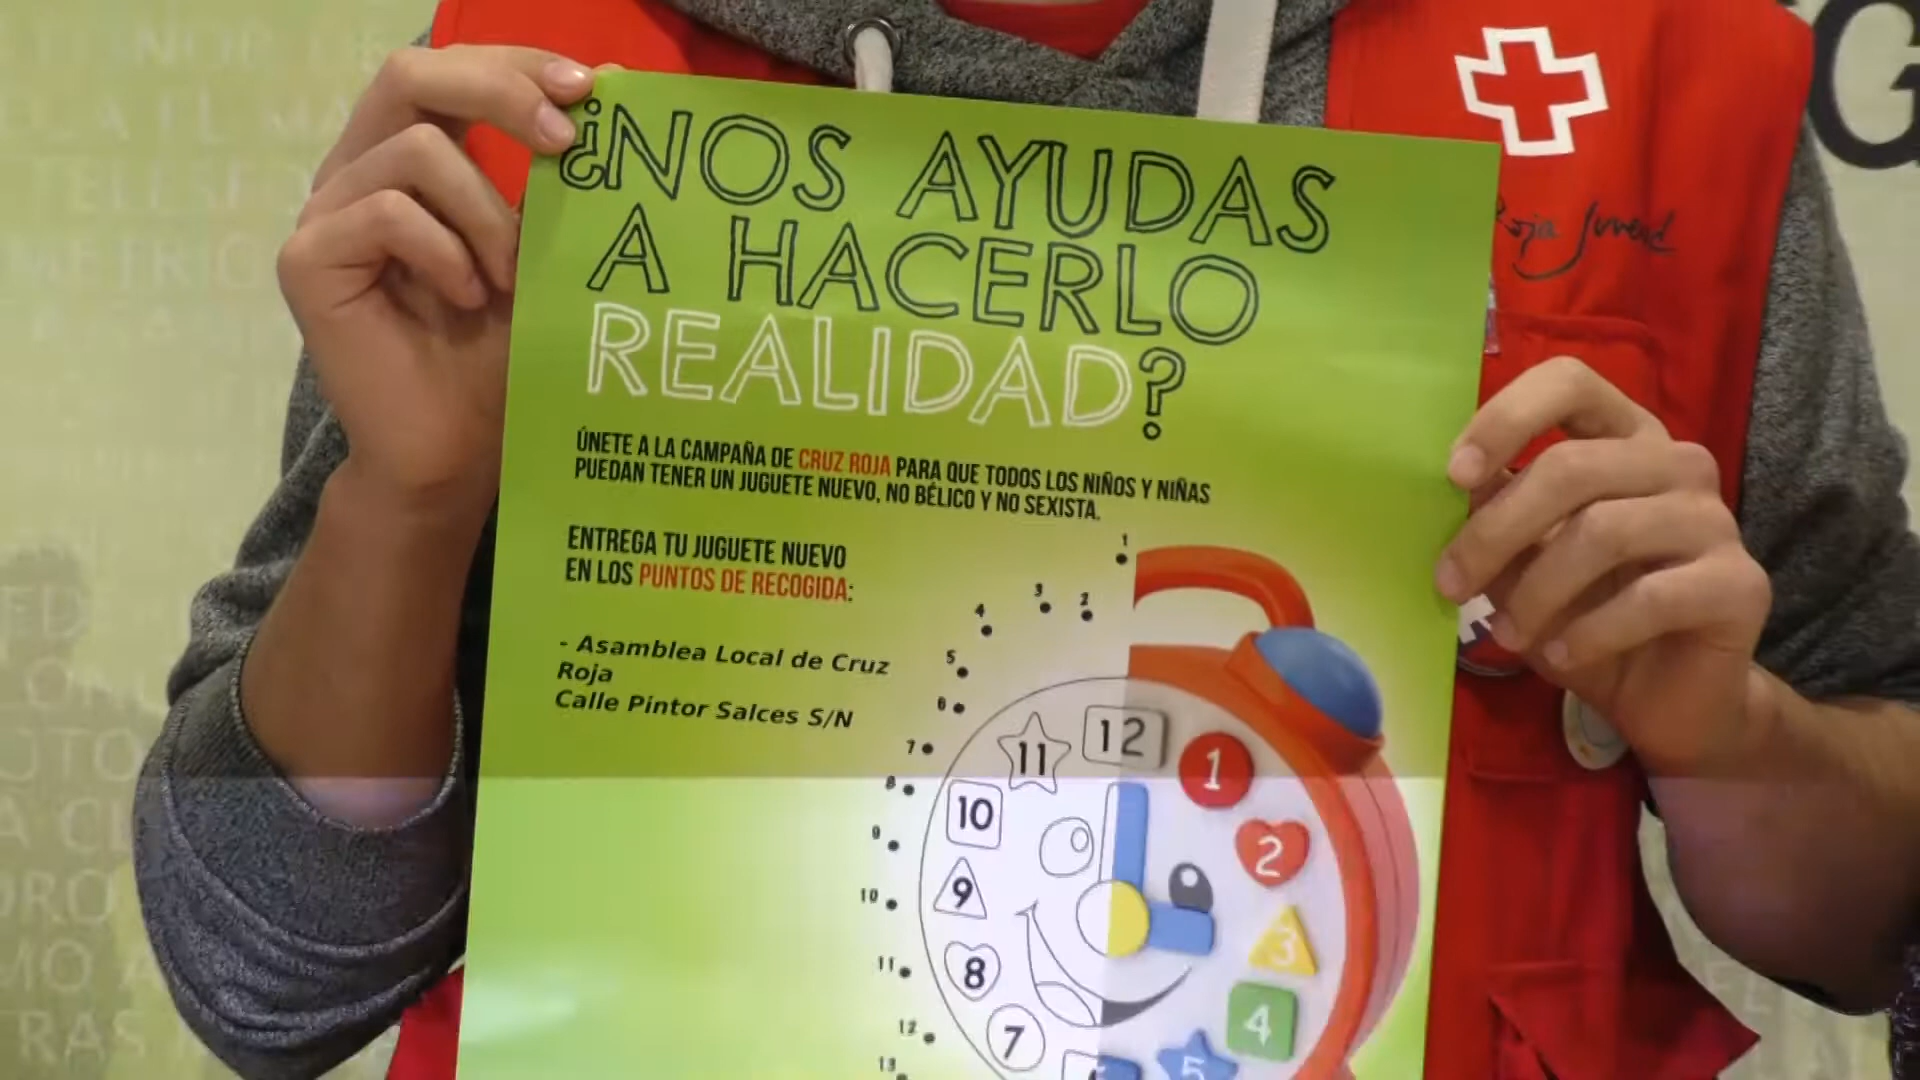 ¿NOS AYUDAS
A HACERLO
REALIDAD?
ÚNETE A LA CAMPAÑA DE CRUZ ROJA PARA QUE TODOS LOS NIÑOS Y NIÑAS
PUEDAN TENER UN JUGUETE NUEVO, NO BÉLICO Y NO SEXISTA.
ENTREGA TU JUGUETE NUEVO
EN LOS PUNTOS DE RECOGIDA:
- Asamblea Local de Cruz
Roja
Calle Pintor Salces S/N
1
2
3
4
5
6
7
8
9
10
11
12
13
12
1
2
3
4
5
7
8
9
10
11
Roja Juvend
G